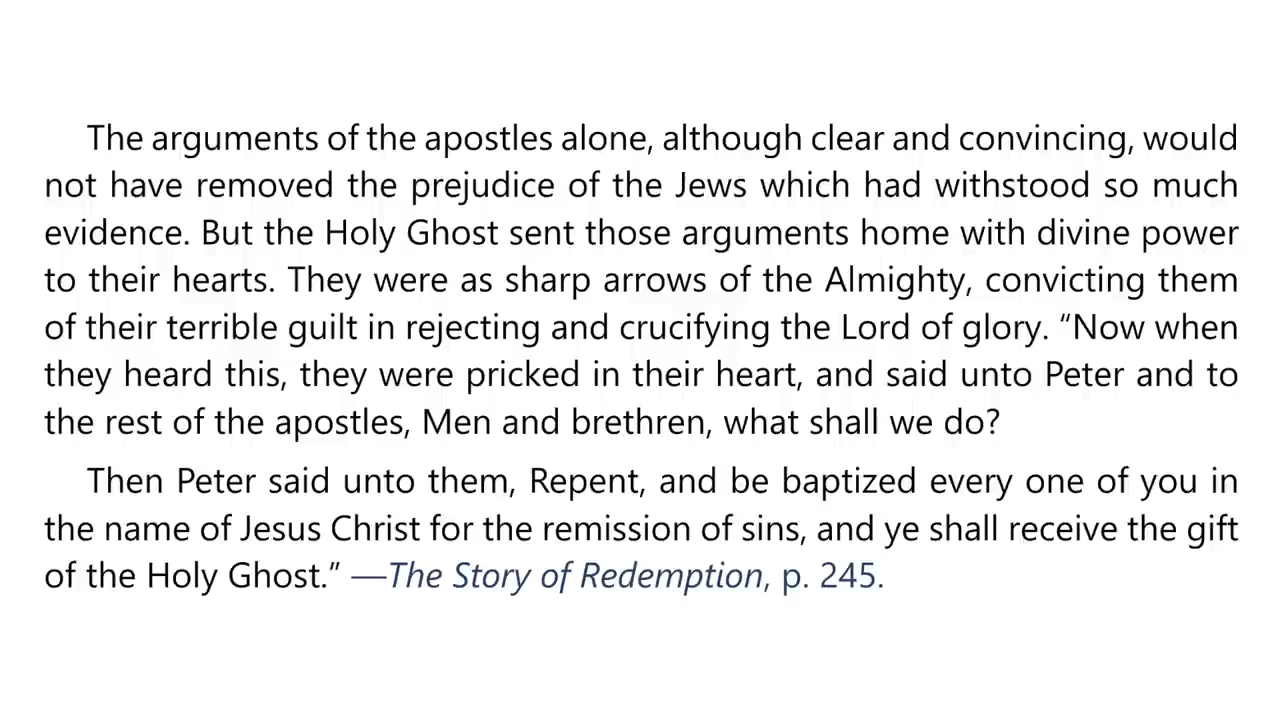 The arguments of the apostles alone, although clear and convincing, would
not have removed the prejudice of the Jews which had withstood so much
evidence. But the Holy Ghost sent those arguments home with divine power
to their hearts. They were as sharp arrows of the Almighty, convicting them
of their terrible guilt in rejecting and crucifying the Lord of glory. “Now when
they heard this, they were pricked in their heart, and said unto Peter and to
the rest of the apostles, Men and brethren, what shall we do?
Then Peter said unto them, Repent, and be baptized every one of you in
the name of Jesus Christ for the remission of sins, and ye shall receive the gift
of the Holy Ghost.” —The Story of Redemption, p. 245.